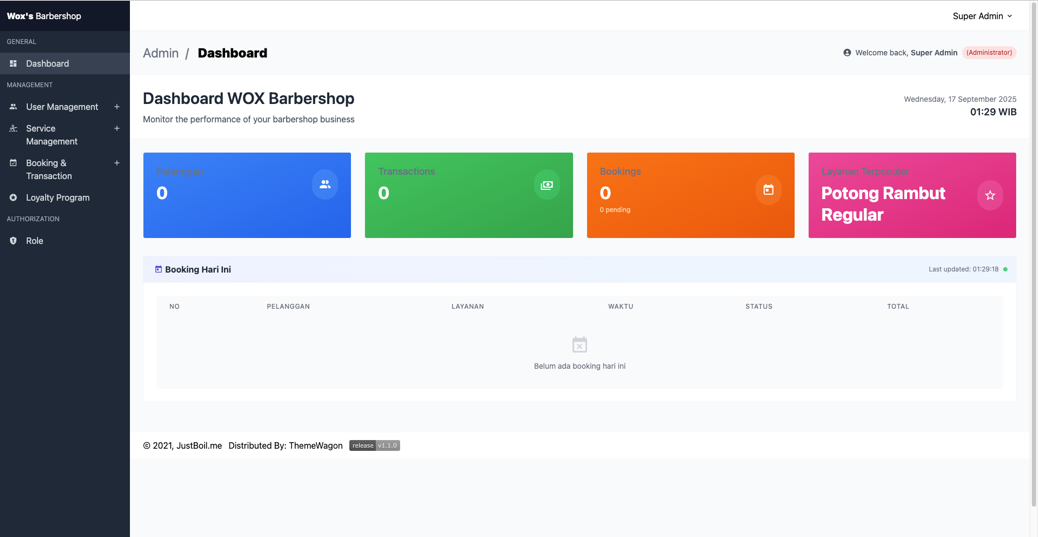 Wox's Barbershop
Super Admin
GENERAL
Dashboard
MANAGEMENT
User Management +
Service
Management +
Booking &
Transaction +
Loyalty Program
AUTHORIZATION
Role
Admin / Dashboard
Welcome back, Super Admin (Administrator)
Dashboard WOX Barbershop
Monitor the performance of your barbershop business
Wednesday, 17 September 2025
01:29 WIB
Pelanggan
0
Transactions
0
Bookings
0
0 pending
Layanan Terpopuler
Potong Rambut
Regular
Booking Hari Ini
Last updated: 01:29:18
NO PELANGGAN LAYANAN WAKTU STATUS TOTAL
Belum ada booking hari ini
© 2021, JustBoil.me Distributed By: ThemeWagon release v1.1.0